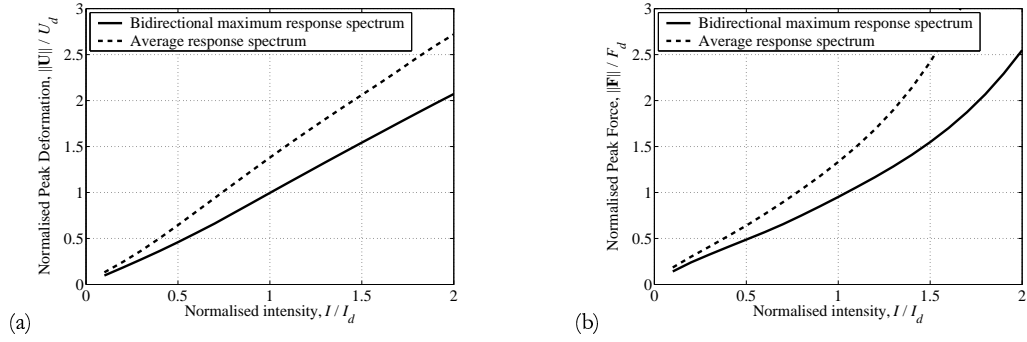 3
2.5
2
1.5
1
0.5
0
0
0.5
1
1.5
2
Normalised Peak Deformation, ||U|| / U_d
Bidirectional maximum response spectrum
Average response spectrum
Normalised intensity, I / I_d
(a)
3
2.5
2
1.5
1
0.5
0
0
0.5
1
1.5
2
Normalised Peak Force, ||F|| / F_d
Bidirectional maximum response spectrum
Average response spectrum
Normalised intensity, I / I_d
(b)